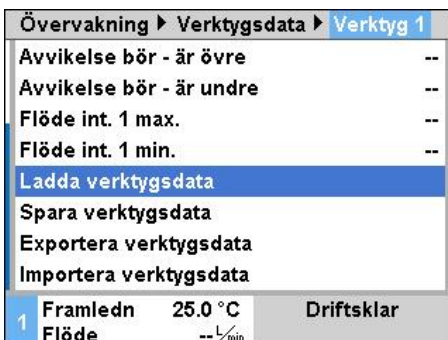 Övervakning ▶ Verktygsdata ▶ Verktyg 1
Avvikelse bör - är övre --
Avvikelse bör - är undre --
Flöde int. 1 max. --
Flöde int. 1 min. --
Ladda verktygsdata
Spara verktygsdata
Exportera verktygsdata
Importera verktygsdata
1 Framledn 25.0 °C Driftsklar
Flöde -- L/min